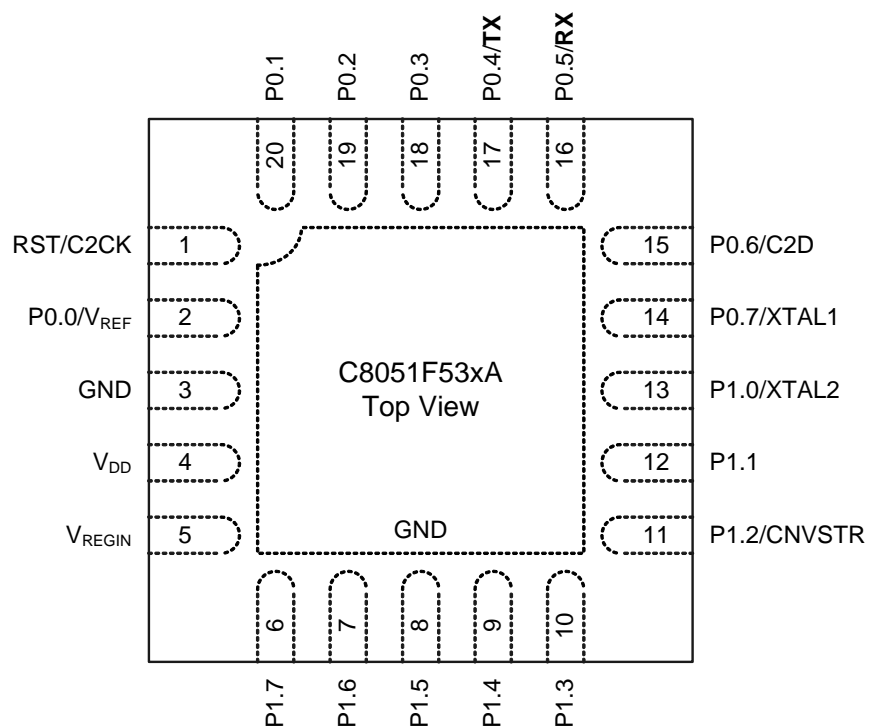 P0.1
P0.2
P0.3
P0.4/TX
P0.5/RX
20
19
18
17
16
RST/C2CK 1
15 P0.6/C2D
P0.0/VREF 2
14 P0.7/XTAL1
GND 3
13 P1.0/XTAL2
C8051F53xA
Top View
VDD 4
12 P1.1
VREGIN 5
GND
11 P1.2/CNVSTR
6
7
8
9
10
P1.7
P1.6
P1.5
P1.4
P1.3